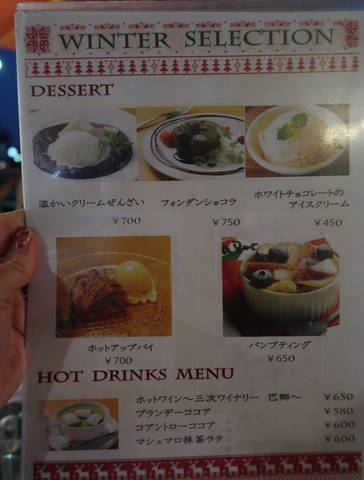 WINTER SELECTION
DESSERT
温かいクリームぜんざい
￥700
フォンダンショコラ
￥750
ホワイトチョコレートの
アイスクリーム
￥450
ホットアップパイ
￥700
パンプティング
￥650
HOT DRINKS MENU
ホットワイン～三次ワイナリー 巴郷～ ￥650
ブランデーココア ￥580
コアントローココア ￥600
マシュマロ抹茶ラテ ￥600